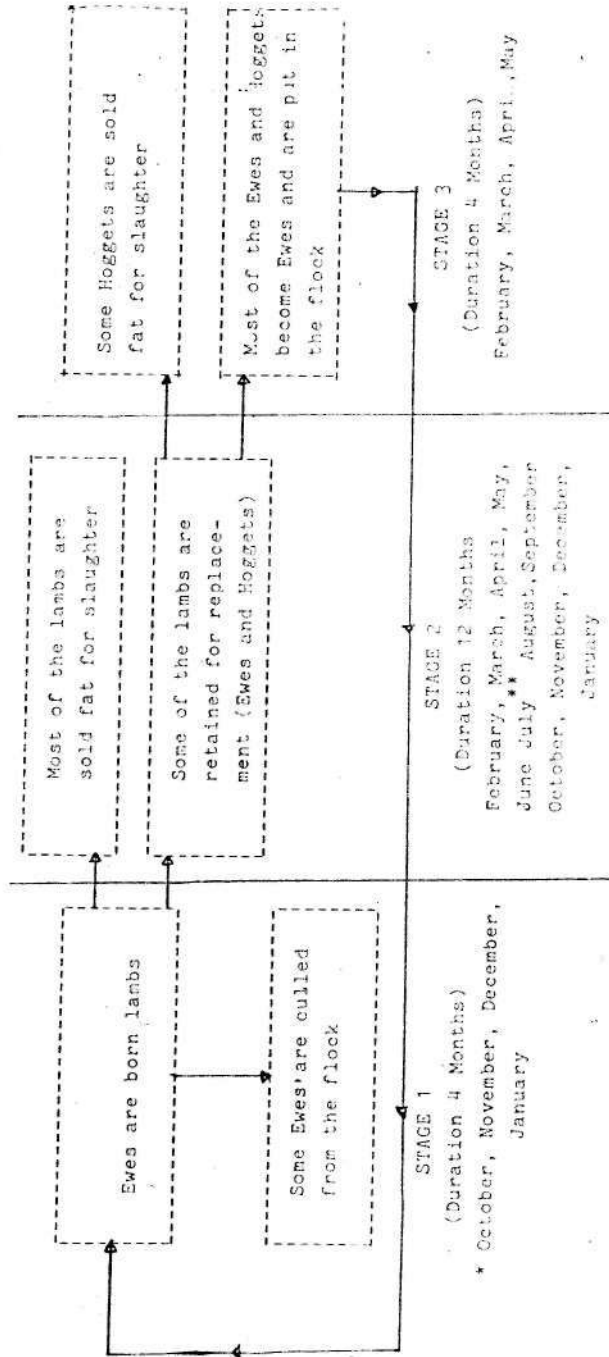 Ewes are born lambs
Some Ewes'are culled
from the flock
STAGE 1
(Duration 4 Months)
* October, November, December,
January
Most of the lambs are
sold fat for slaughter
Some of the lambs are
retained for replace-
ment (Ewes and Hoggets)
STAGE 2
(Duration 12 Months
February, March, April, May,
June July ** August,September
October, November, December,
January
Some Hoggets are sold
fat for slaughter
Most of the Ewes and Hoggets
become Ewes and are put in
the flock
STAGE 3
(Duration 4 Months)
February, March, April,May